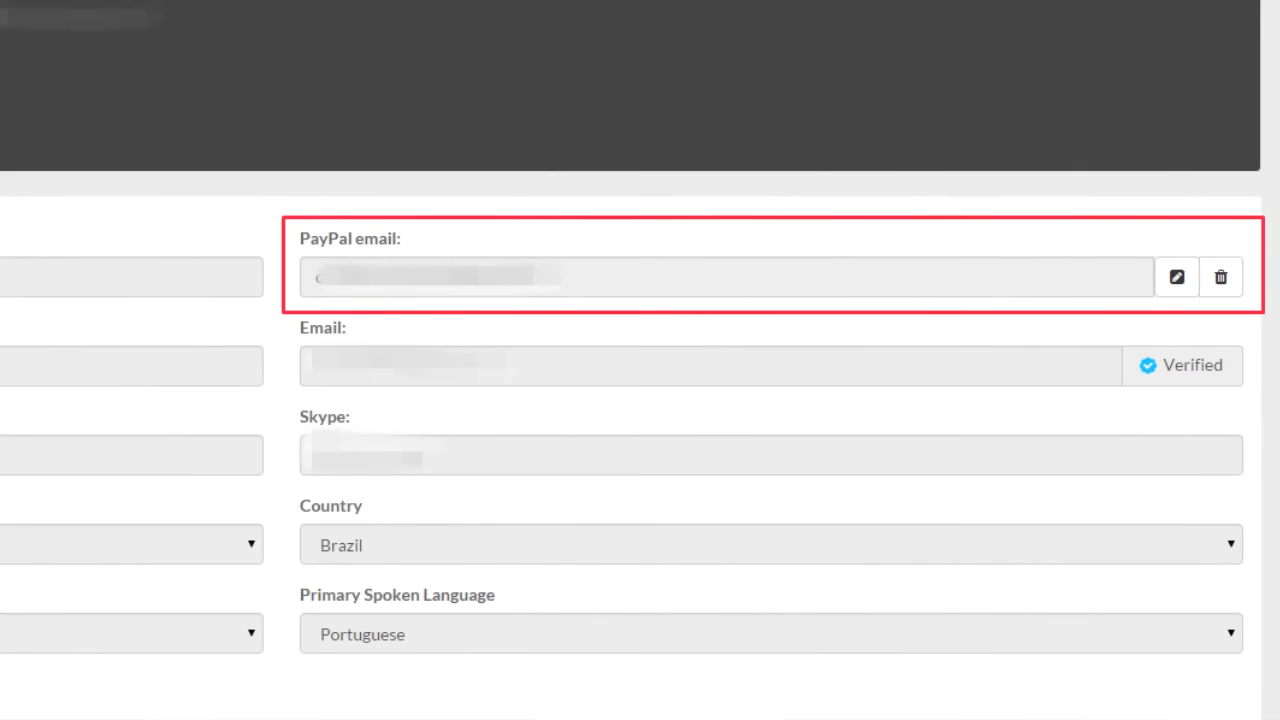 PayPal email:
Email:
Verified
Skype:
Country
Brazil
Primary Spoken Language
Portuguese